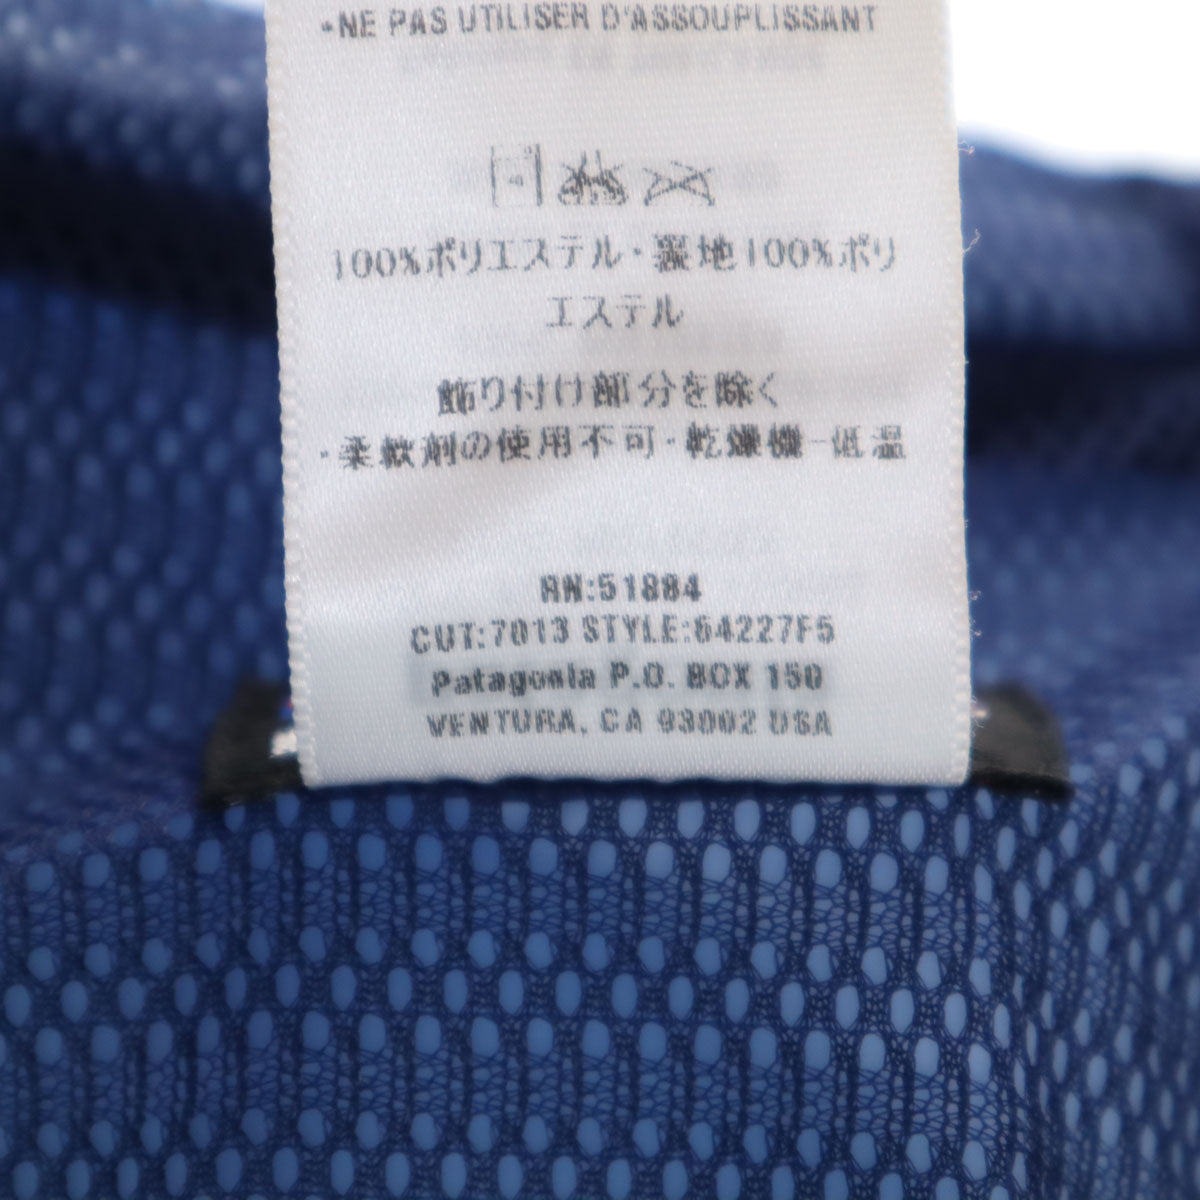 •NE PAS UTILISER D'ASSOUPLISSANT
100%ポリエステル・裏地100%ポリ
エステル
飾り付け部分を除く
・柔軟剤の使用不可・乾燥機-低温
RN:51884
CUT:7013 STYLE:64227F5
Patagonia P.O. BOX 150
VENTURA, CA 93002 USA